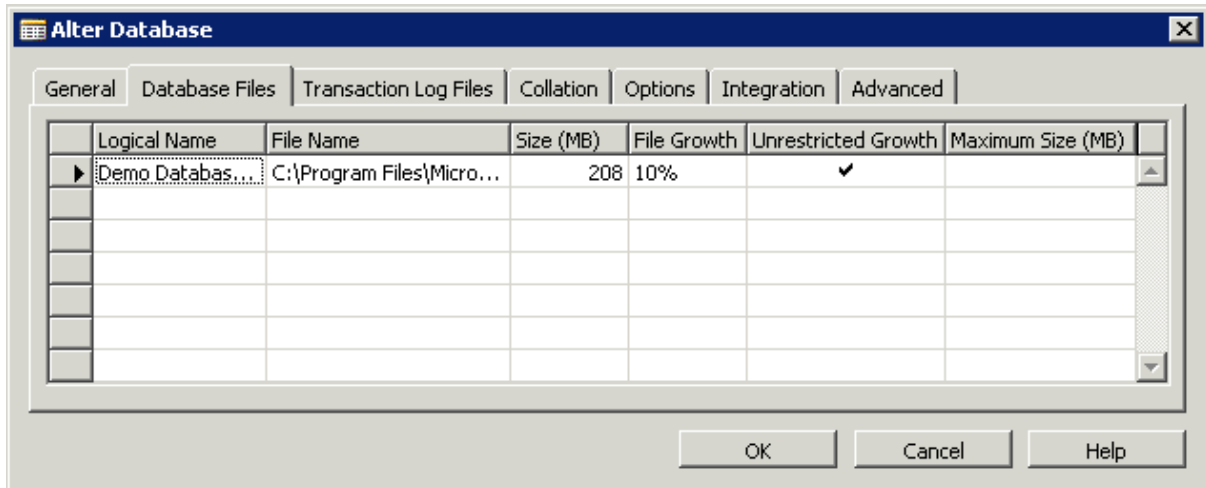 Alter Database
General Database Files Transaction Log Files Collation Options Integration Advanced
Logical Name File Name Size (MB) File Growth Unrestricted Growth Maximum Size (MB)
Demo Databas... C:\Program Files\Micro... 208 10%
OK Cancel Help